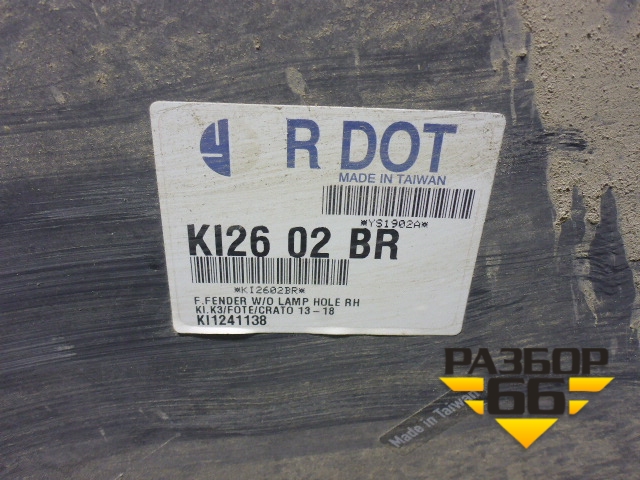 R DOT
MADE IN TAIWAN
*YS1902A*
KI26 02 BR
*KI2602BR*
F.FENDER W/O LAMP HOLE RH
KI.K3/FOTE/CRATO 13-18
KI1241138
РАЗБОР
66
Made in Taiwan